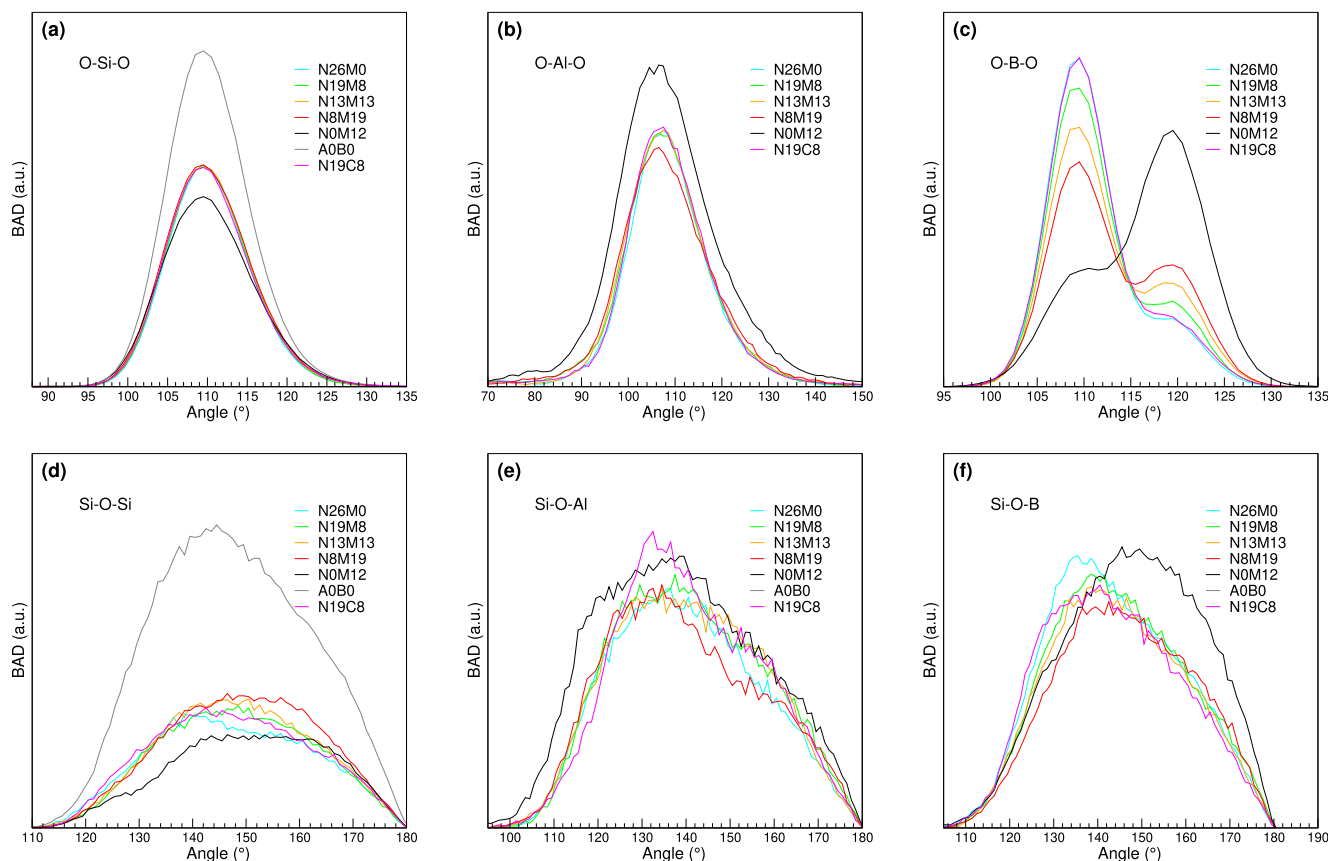 (a)
O-Si-O
N26M0
N19M8
N13M13
N8M19
N0M12
A0B0
N19C8
BAD (a.u.)
90 95 100 105 110 115 120 125 130 135
Angle (°)
(b)
O-Al-O
N26M0
N19M8
N13M13
N8M19
N0M12
A0B0
N19C8
BAD (a.u.)
70 80 90 100 110 120 130 140 150
Angle (°)
(c)
O-B-O
N26M0
N19M8
N13M13
N8M19
N0M12
A0B0
N19C8
BAD (a.u.)
95 100 105 110 115 120 125 130 135
Angle (°)
(d)
Si-O-Si
N26M0
N19M8
N13M13
N8M19
N0M12
A0B0
N19C8
BAD (a.u.)
110 120 130 140 150 160 170 180
Angle (°)
(e)
Si-O-Al
N26M0
N19M8
N13M13
N8M19
N0M12
A0B0
N19C8
BAD (a.u.)
100 110 120 130 140 150 160 170 180
Angle (°)
(f)
Si-O-B
N26M0
N19M8
N13M13
N8M19
N0M12
A0B0
N19C8
BAD (a.u.)
110 120 130 140 150 160 170 180 190
Angle (°)